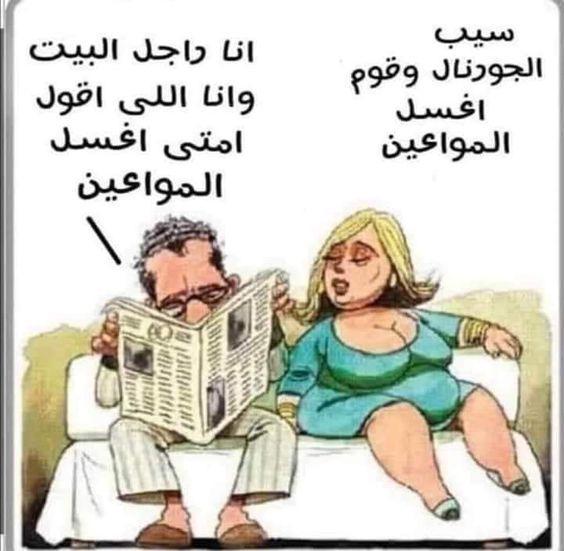 سيب
الجورنال وقوم
اغسل
المواعين
انا راجل البيت
وانا اللى اقول
امتى اغسل
المواعين